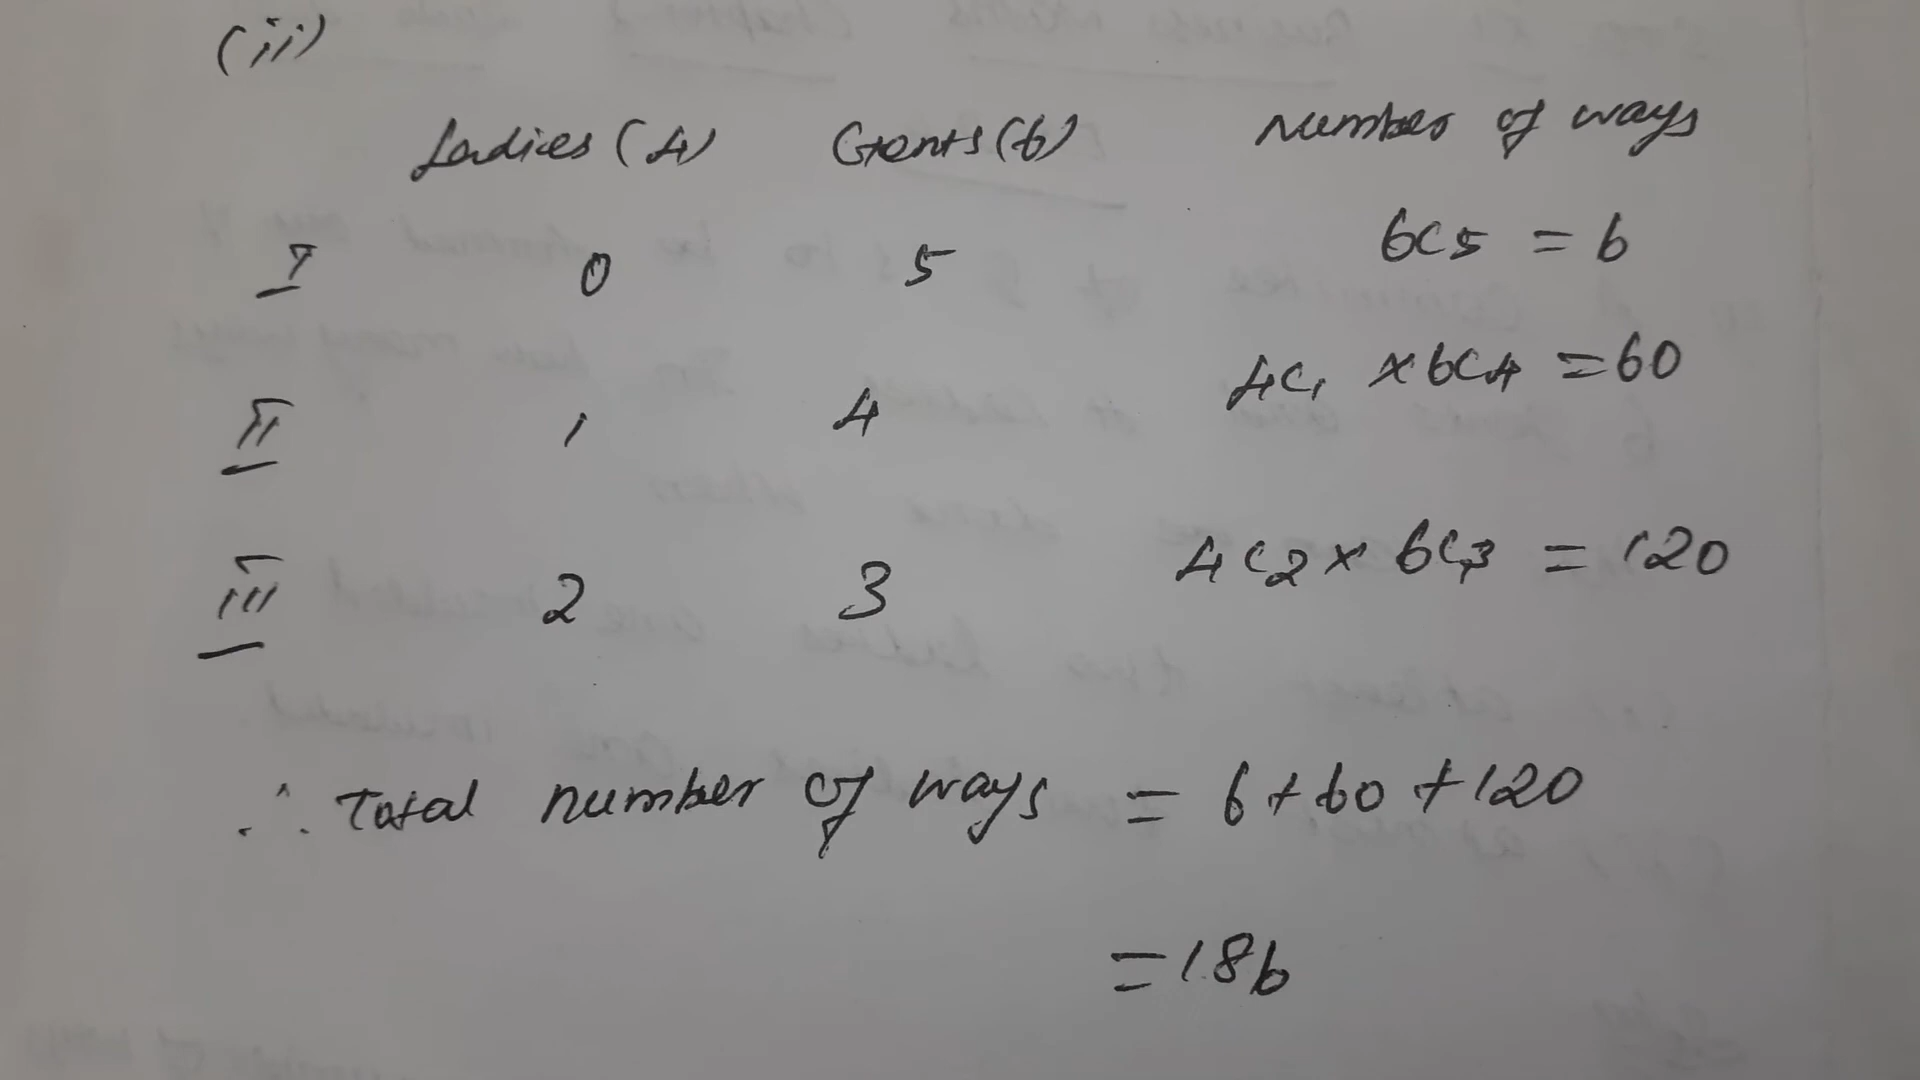 (ii)
Ladies (4) Gents (6) Number of ways
I 0 5 6C5 = 6
II 1 4 4C1 × 6C4 = 60
III 2 3 4C2 × 6C3 = 120
∴ Total number of ways = 6 + 60 + 120
= 186